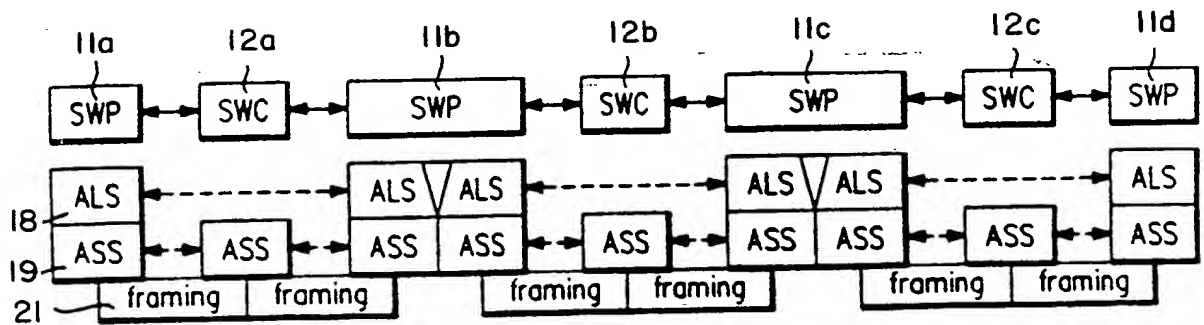 11a 12a 11b 12b 11c 12c 11d
SWP SWC SWP SWC SWP SWC SWP
18 ALS ALS ALS ALS ALS ALS
19 ASS ASS ASS ASS ASS ASS ASS ASS ASS
21 framing framing framing framing framing framing